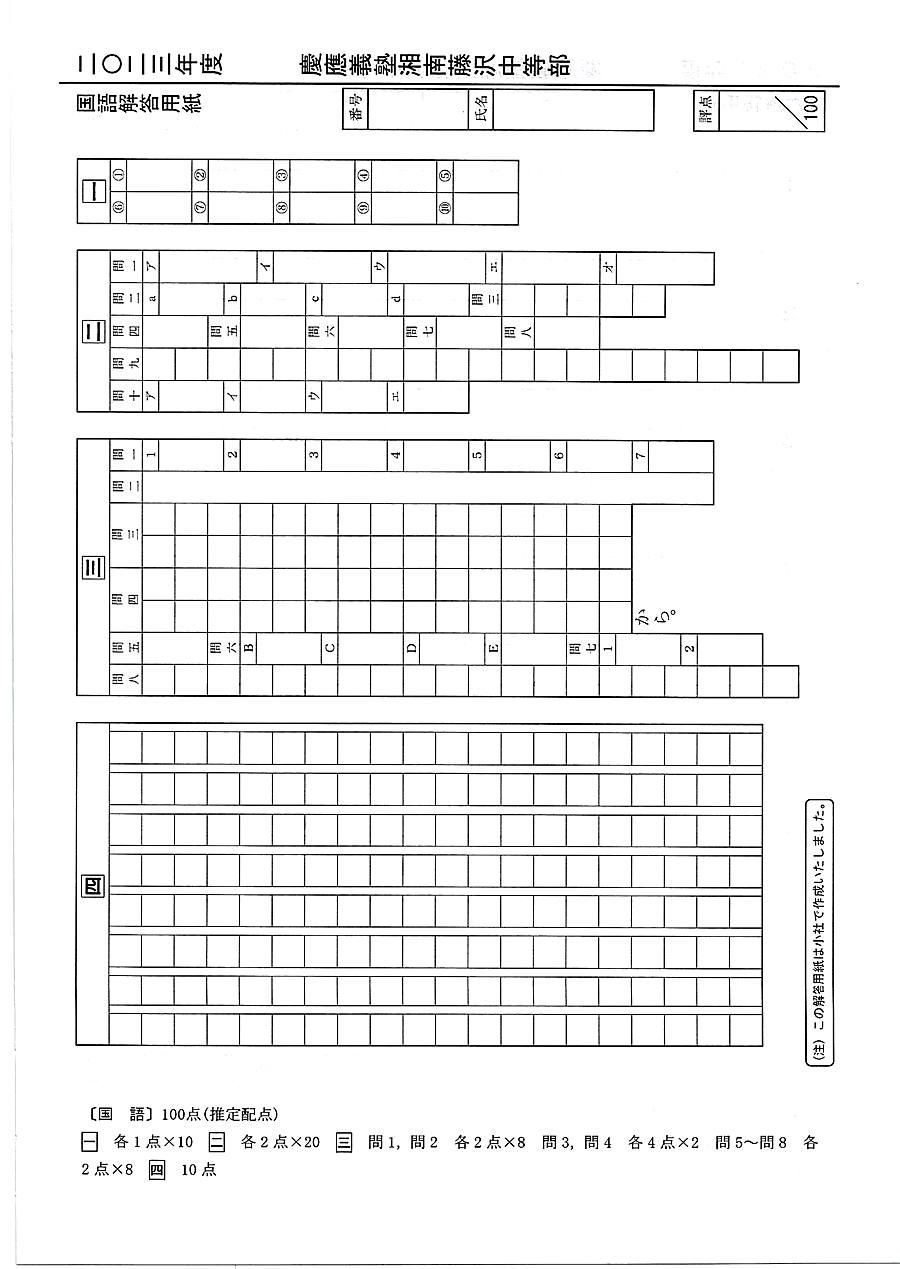 二〇二三年度　慶應義塾湘南藤沢中等部
国語解答用紙　番号　氏名　評点　／100
一　①　②　③　④　⑤
⑥　⑦　⑧　⑨　⑩
二　問一　ア　イ　ウ　エ　オ
問二　a　b　c　d　問三
問四　問五　問六　問七　問八
問九
問十　ア　イ　ウ　エ
三　問一　1　2　3　4　5　6　7
問二
問三
問四　から。
問五　問六　B　C　D　E　問七　1　2
問八
四
（注）この解答用紙は小社で作成いたしました。
〔国　語〕100点(推定配点)
一　各1点×10　二　各2点×20　三　問1, 問2　各2点×8　問3, 問4　各4点×2　問5～問8　各
2点×8　四　10点